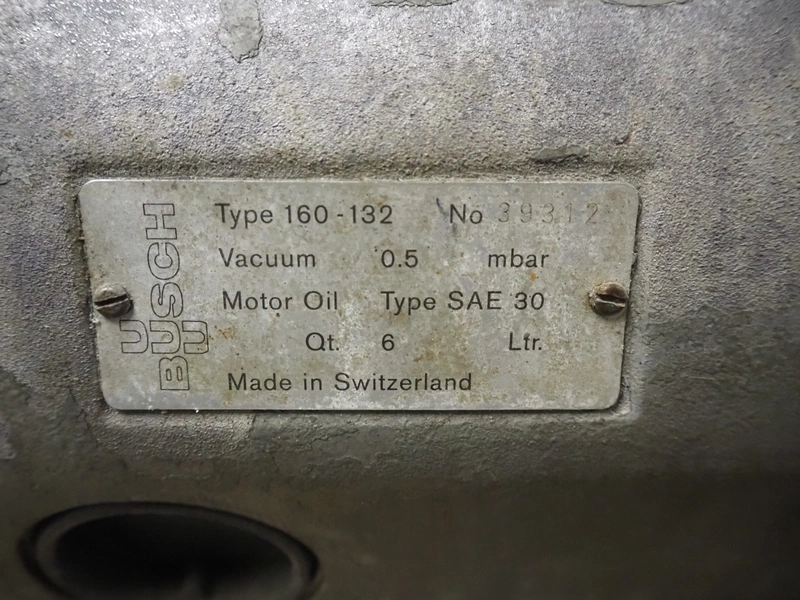 BUSCH
Type 160-132 No 39312
Vacuum 0.5 mbar
Motor Oil Type SAE 30
Qt. 6 Ltr.
Made in Switzerland